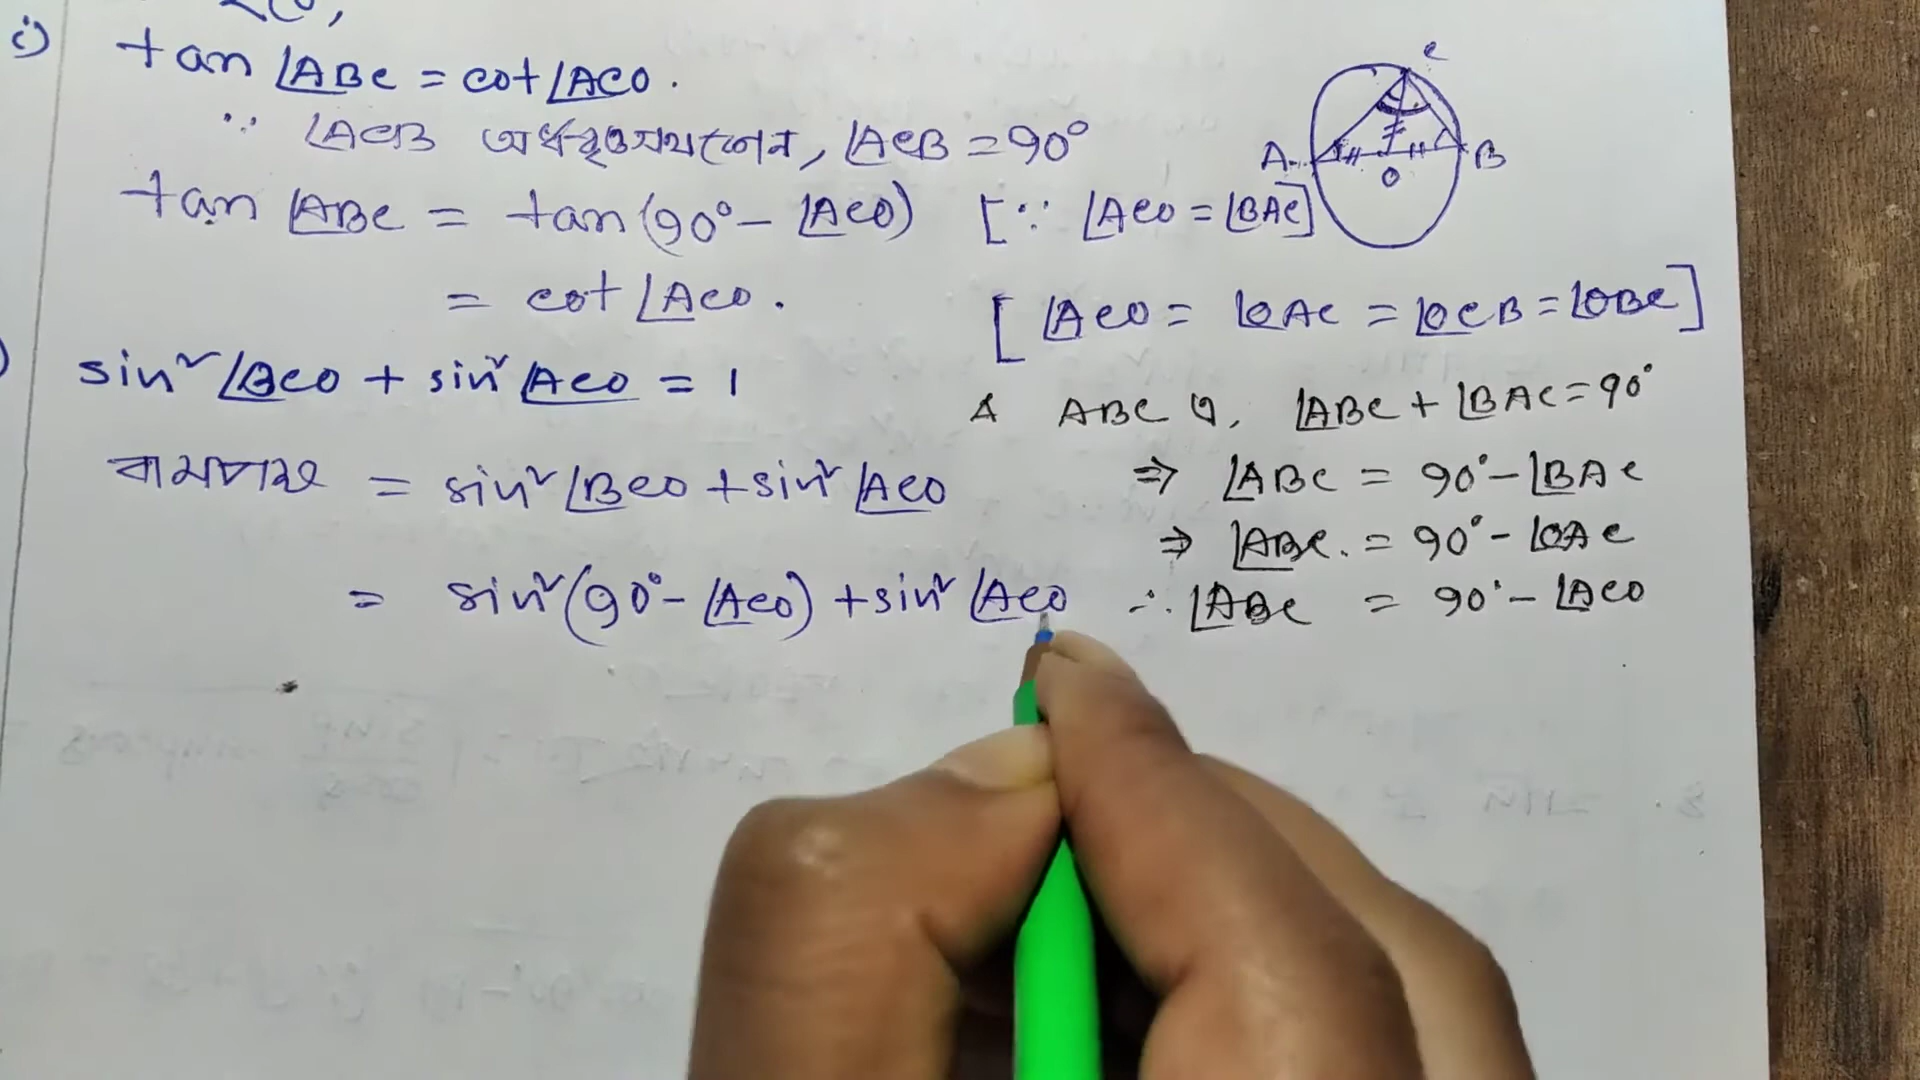 i) tan ∠ABC = cot ∠ACO.
∵ ∠ACB অর্ধবৃত্তস্থকোন, ∠ACB = 90°
tan ∠ABC = tan (90° - ∠ACO) [∵ ∠ACO = ∠BAC]
= cot ∠ACO.
[∠ACO = ∠OAC = ∠OCB = ∠OBC]
sin² ∠BCO + sin² ∠ACO = 1
বামপক্ষ = sin² ∠BCO + sin² ∠ACO
= sin² (90° - ∠ACO) + sin² ∠ACO
Δ ABC এ, ∠ABC + ∠BAC = 90°
⇒ ∠ABC = 90° - ∠BAC
⇒ ∠ABC. = 90° - ∠OAC
∴ ∠ABC = 90° - ∠ACO
C
A
B
O